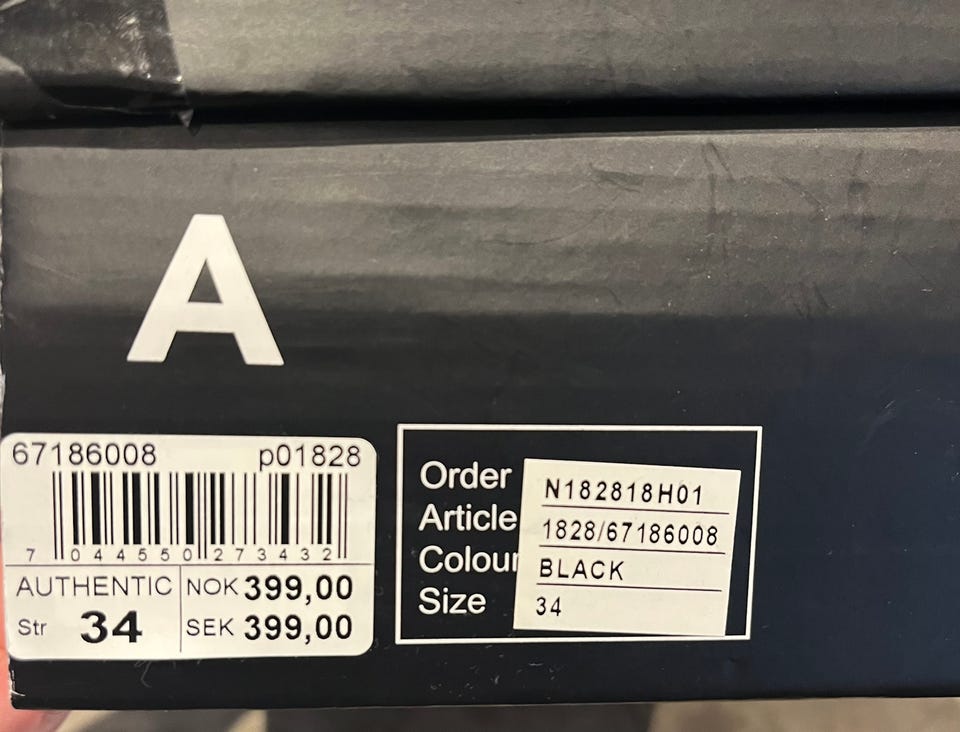 A
67186008 p01828
7 044550 273432
AUTHENTIC NOK 399,00
Str 34 SEK 399,00
Order N182818H01
Article 1828/67186008
Colour BLACK
Size 34